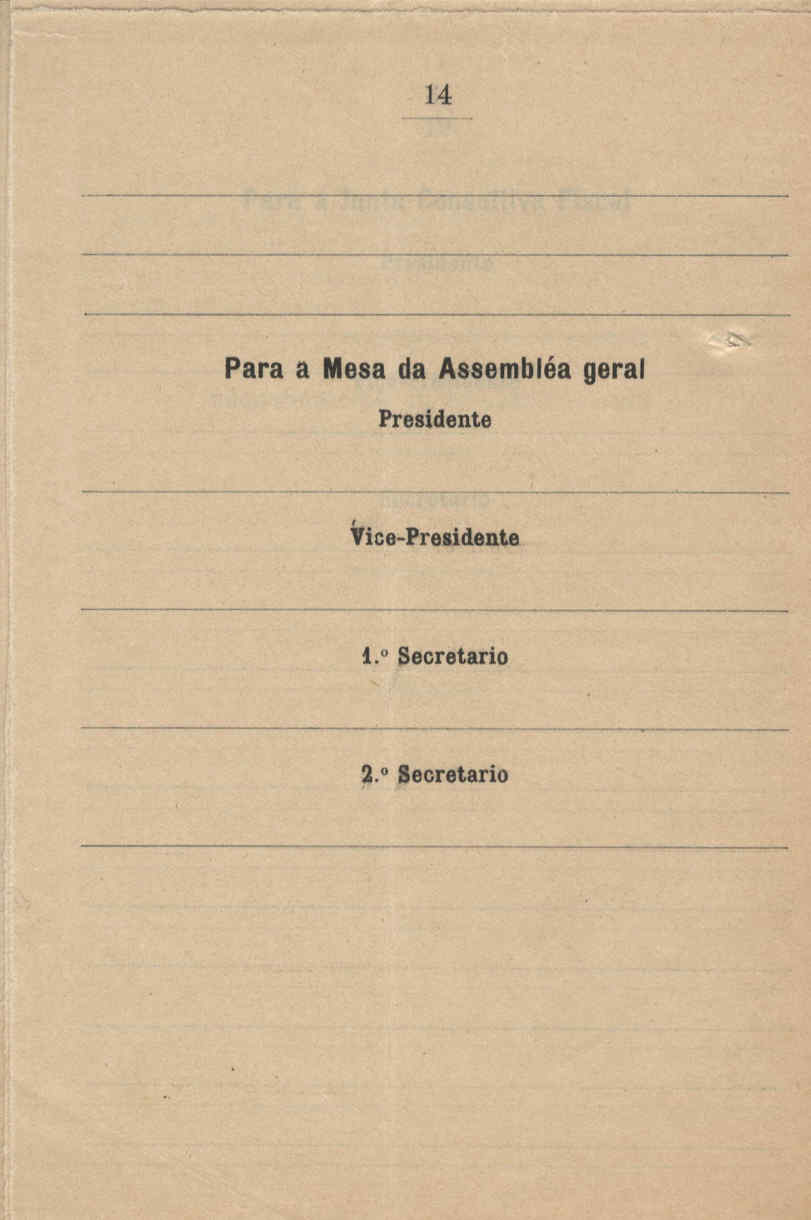 14
Para a Mesa da Assembléa geral
Presidente
Vice-Presidente
1.º Secretario
2.º Secretario